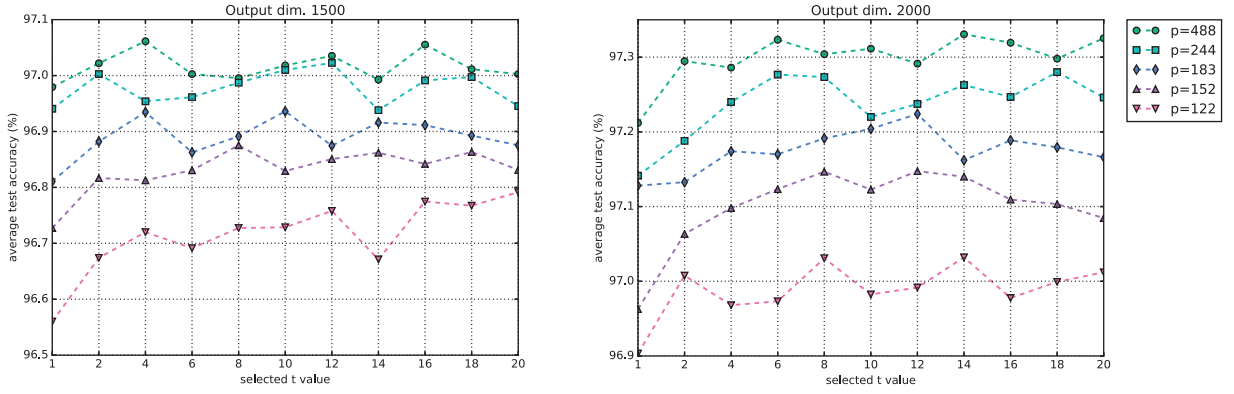 Output dim. 1500
97.1
97.0
96.9
96.8
96.7
96.6
96.5
average test accuracy (%)
1 2 4 6 8 10 12 14 16 18 20
selected t value
Output dim. 2000
97.3
97.2
97.1
97.0
96.9
average test accuracy (%)
1 2 4 6 8 10 12 14 16 18 20
selected t value
p=488
p=244
p=183
p=152
p=122